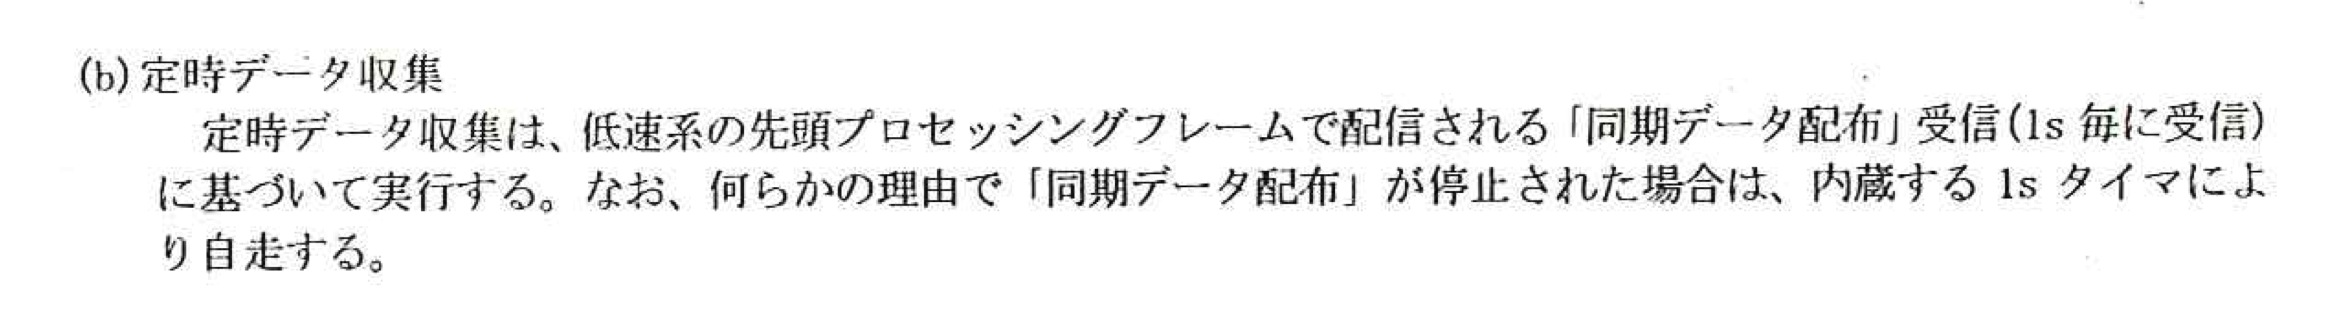 (b) 定時データ収集
定時データ収集は、低速系の先頭プロセッシングフレームで配信される「同期データ配布」受信(1s 毎に受信)
に基づいて実行する。なお、何らかの理由で「同期データ配布」が停止された場合は、内蔵する 1s タイマによ
り自走する。